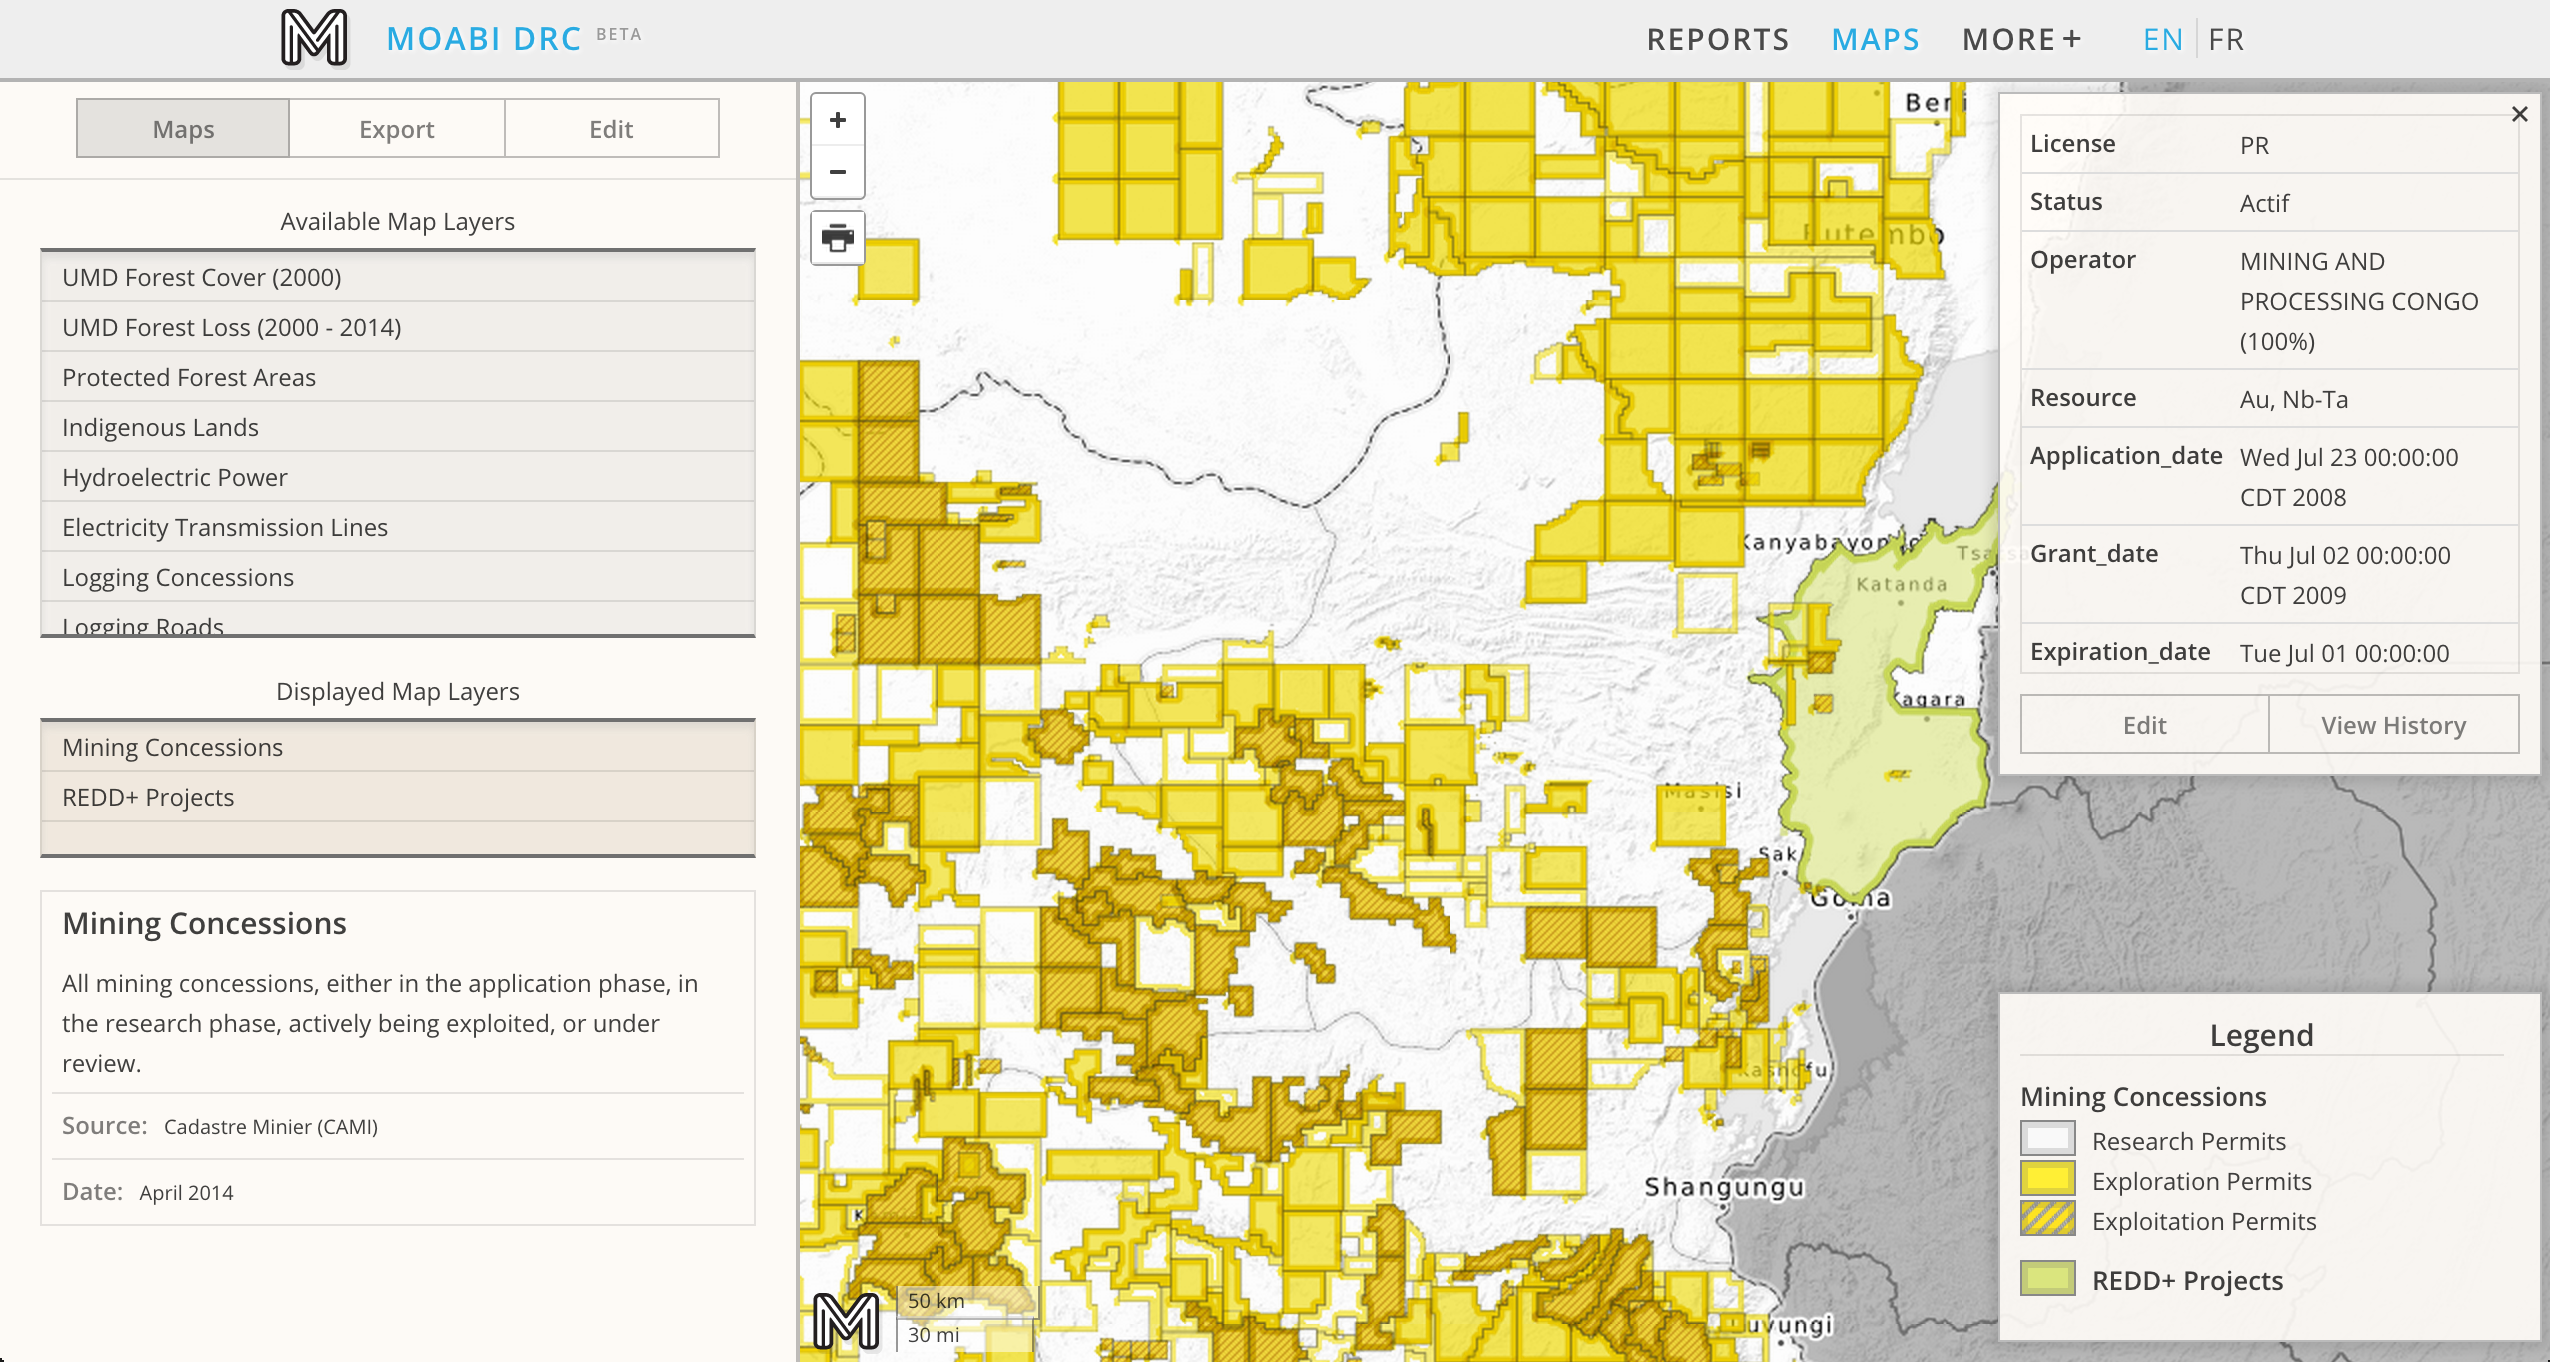 MOABI DRC BETA
REPORTS MAPS MORE+ EN FR
Maps Export Edit
Available Map Layers
UMD Forest Cover (2000)
UMD Forest Loss (2000 - 2014)
Protected Forest Areas
Indigenous Lands
Hydroelectric Power
Electricity Transmission Lines
Logging Concessions
Logging Roads
Displayed Map Layers
Mining Concessions
REDD+ Projects
Mining Concessions
All mining concessions, either in the application phase, in
the research phase, actively being exploited, or under
review.
Source: Cadastre Minier (CAMI)
Date: April 2014
+
−
Beni
Katanda
Masisi
Goma
Shangungu
50 km
30 mi
×
License PR
Status Actif
Operator MINING AND
PROCESSING CONGO
(100%)
Resource Au, Nb-Ta
Application_date Wed Jul 23 00:00:00
CDT 2008
Grant_date Thu Jul 02 00:00:00
CDT 2009
Expiration_date Tue Jul 01 00:00:00
Edit View History
Legend
Mining Concessions
Research Permits
Exploration Permits
Exploitation Permits
REDD+ Projects